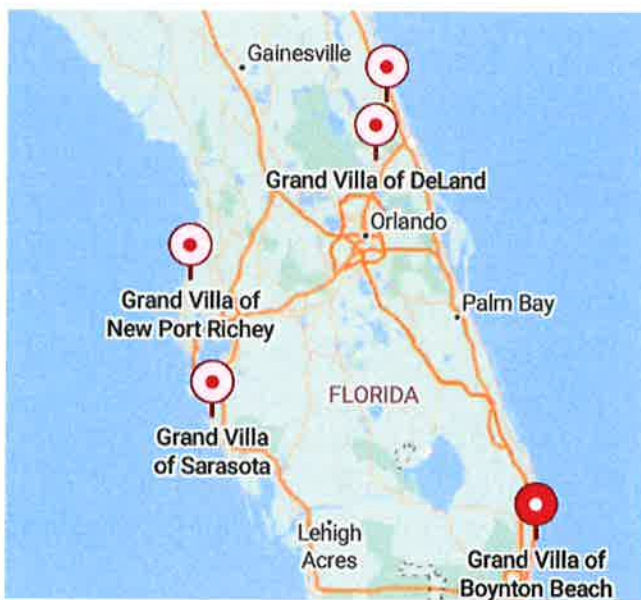 Gainesville
Grand Villa of DeLand
Orlando
Grand Villa of
New Port Richey
Palm Bay
FLORIDA
Grand Villa
of Sarasota
Lehigh
Acres
Grand Villa of
Boynton Beach